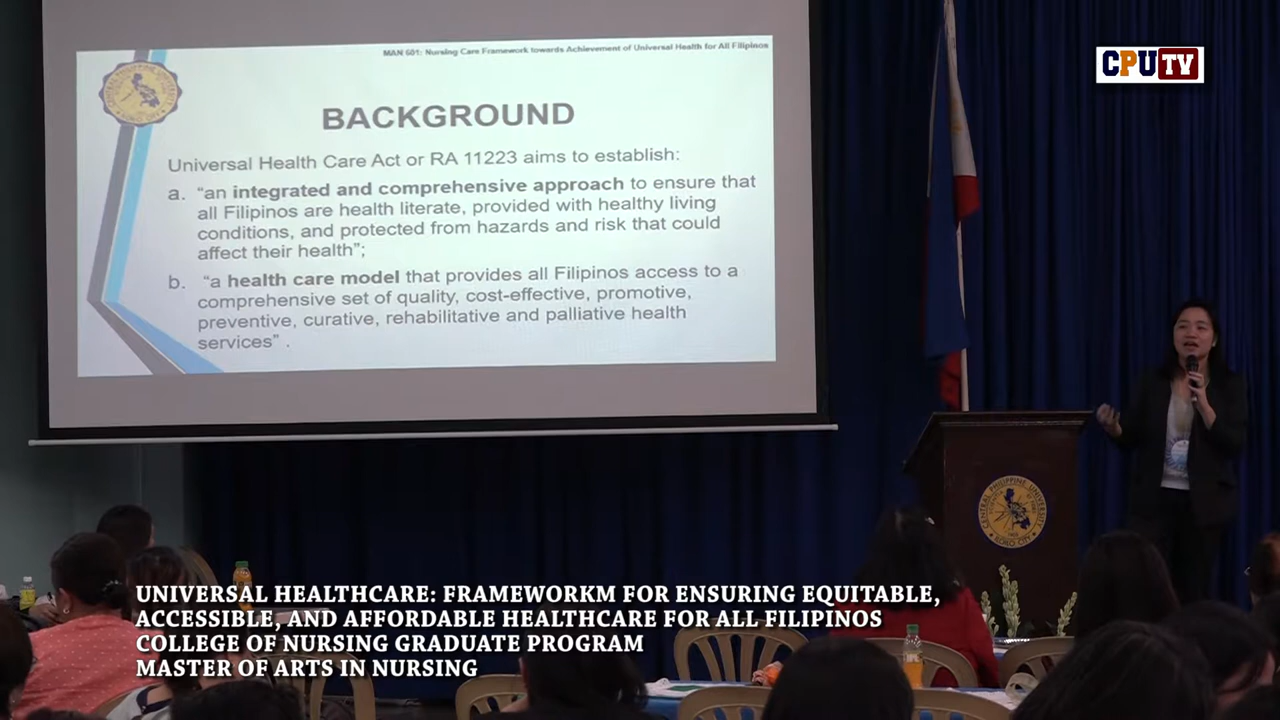 MAN 601: Nursing Care Framework towards Achievement of Universal Health for All Filipinos
CPUTV
BACKGROUND
Universal Health Care Act or RA 11223 aims to establish:
a. “an integrated and comprehensive approach to ensure that
all Filipinos are health literate, provided with healthy living
conditions, and protected from hazards and risk that could
affect their health”;
b. “a health care model that provides all Filipinos access to a
comprehensive set of quality, cost-effective, promotive,
preventive, curative, rehabilitative and palliative health
services” .
CENTRAL PHILIPPINE UNIVERSITY
ILOILO CITY
UNIVERSAL HEALTHCARE: FRAMEWORKM FOR ENSURING EQUITABLE,
ACCESSIBLE, AND AFFORDABLE HEALTHCARE FOR ALL FILIPINOS
COLLEGE OF NURSING GRADUATE PROGRAM
MASTER OF ARTS IN NURSING